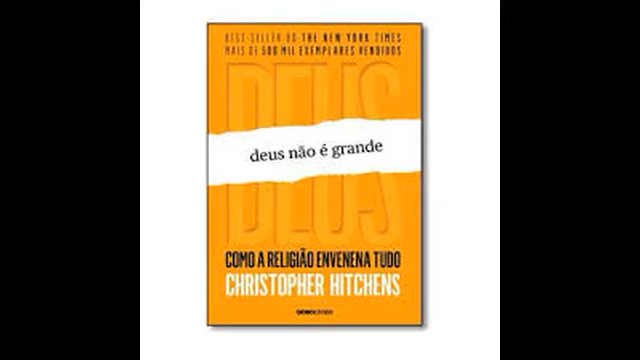 BEST-SELLER DO THE NEW YORK TIMES
MAIS DE 500 MIL EXEMPLARES VENDIDOS
DEUS
deus não é grande
DEUS
COMO A RELIGIÃO ENVENENA TUDO
CHRISTOPHER HITCHENS
GLOBOLIVROS